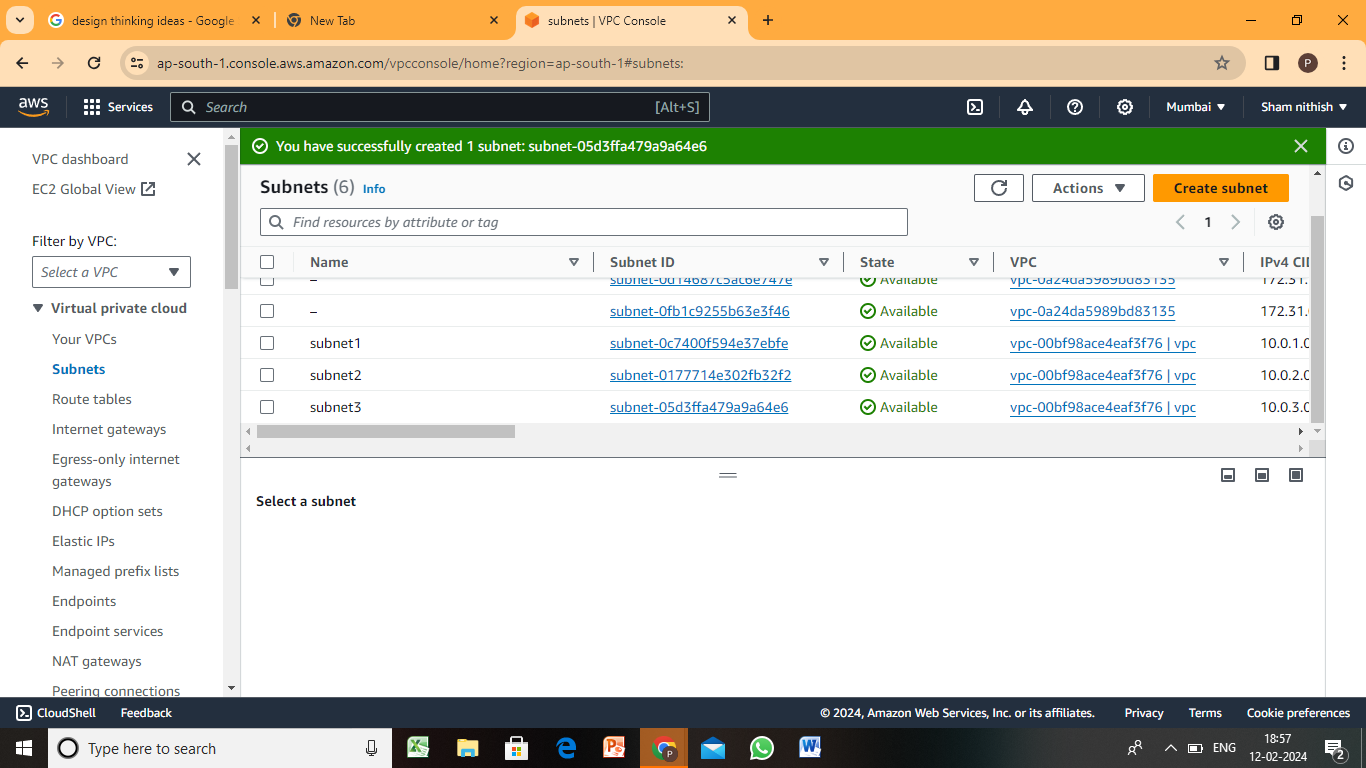 design thinking ideas - Google
New Tab
subnets | VPC Console
ap-south-1.console.aws.amazon.com/vpcconsole/home?region=ap-south-1#subnets:
P
aws
Services
Search
[Alt+S]
Mumbai
Sham nithish
VPC dashboard
EC2 Global View
Filter by VPC:
Select a VPC
Virtual private cloud
Your VPCs
Subnets
Route tables
Internet gateways
Egress-only internet
gateways
DHCP option sets
Elastic IPs
Managed prefix lists
Endpoints
Endpoint services
NAT gateways
Peering connections
You have successfully created 1 subnet: subnet-05d3ffa479a9a64e6
Subnets (6) Info
Actions
Create subnet
Find resources by attribute or tag
1
Name Subnet ID State VPC IPv4 CI
– subnet-0d14687c5ac6e747e Available vpc-0a24da5989bd83135 172.31.
– subnet-0fb1c9255b63e3f46 Available vpc-0a24da5989bd83135 172.31.
subnet1 subnet-0c7400f594e37ebfe Available vpc-00bf98ace4eaf3f76 | vpc 10.0.1.0
subnet2 subnet-0177714e302fb32f2 Available vpc-00bf98ace4eaf3f76 | vpc 10.0.2.0
subnet3 subnet-05d3ffa479a9a64e6 Available vpc-00bf98ace4eaf3f76 | vpc 10.0.3.0
Select a subnet
CloudShell Feedback
© 2024, Amazon Web Services, Inc. or its affiliates. Privacy Terms Cookie preferences
Type here to search
ENG
18:57
12-02-2024
2